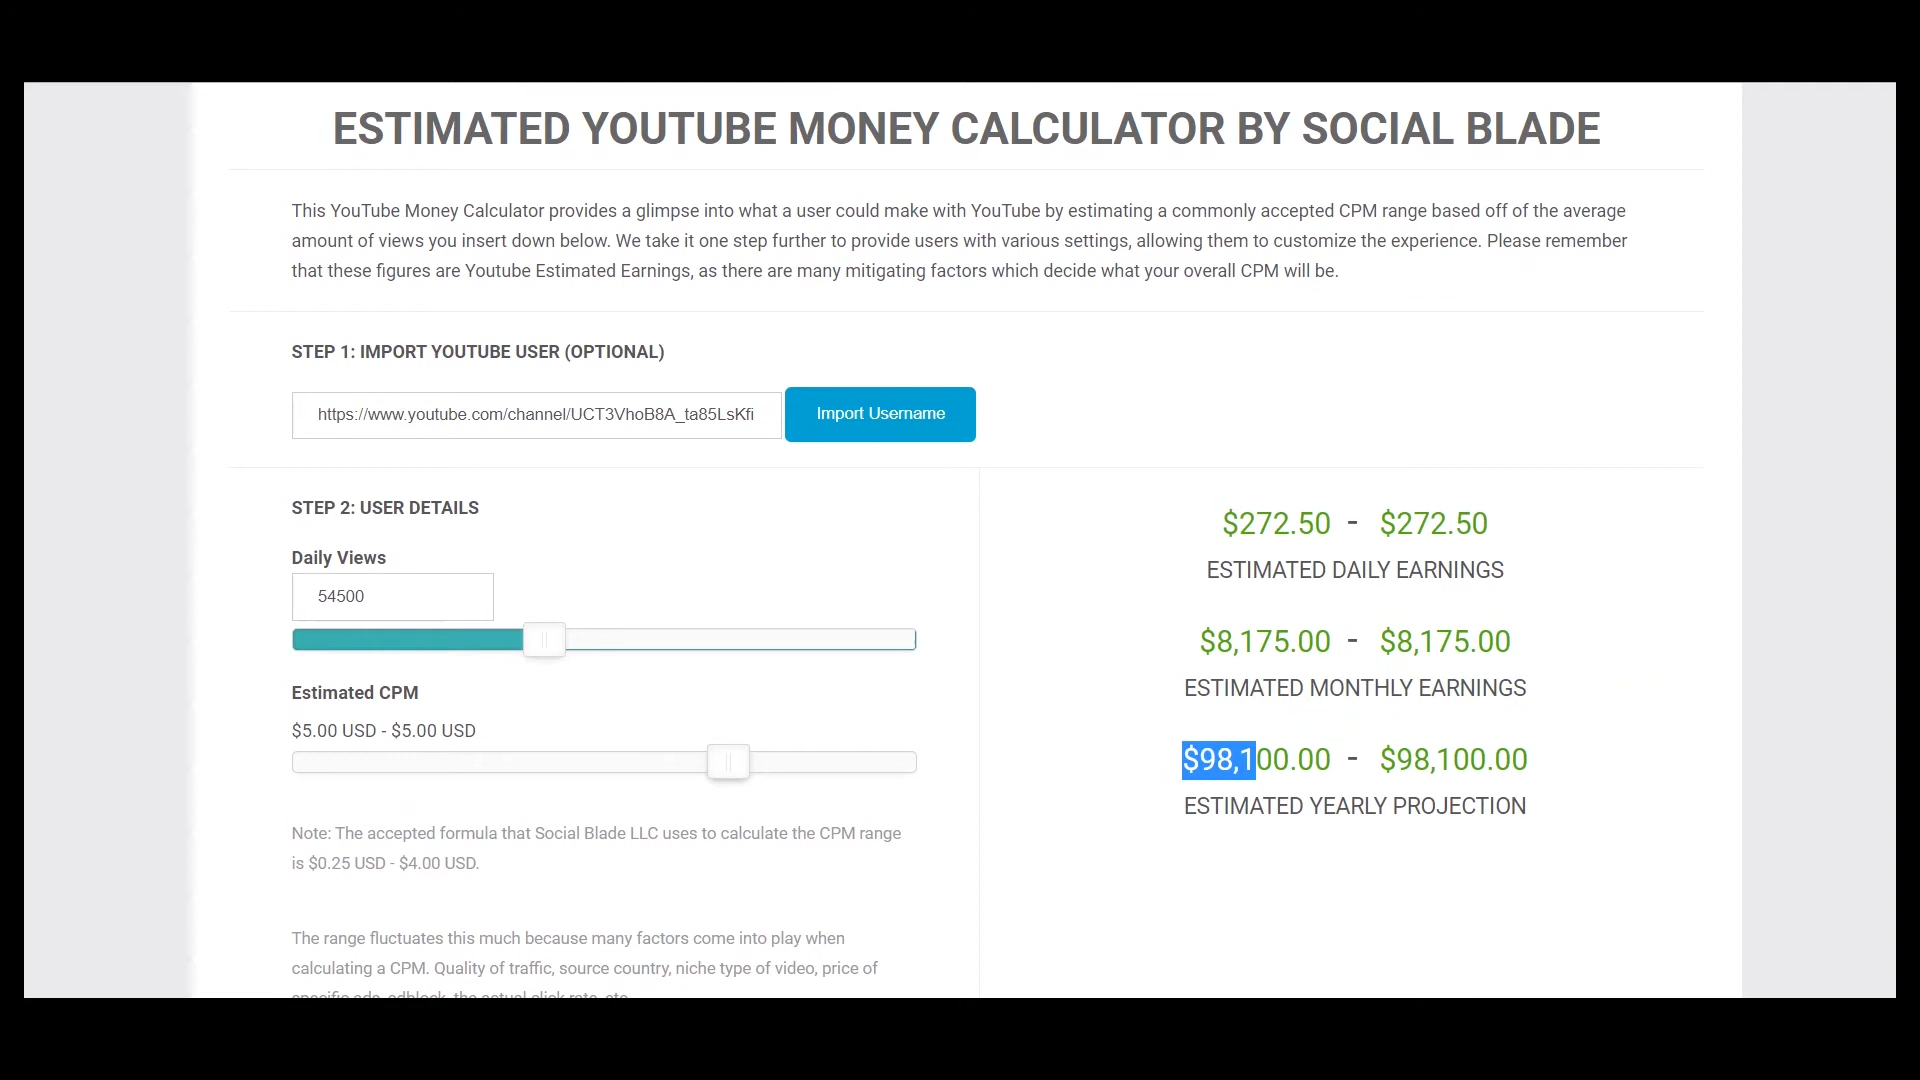 ESTIMATED YOUTUBE MONEY CALCULATOR BY SOCIAL BLADE
This YouTube Money Calculator provides a glimpse into what a user could make with YouTube by estimating a commonly accepted CPM range based off of the average
amount of views you insert down below. We take it one step further to provide users with various settings, allowing them to customize the experience. Please remember
that these figures are Youtube Estimated Earnings, as there are many mitigating factors which decide what your overall CPM will be.
STEP 1: IMPORT YOUTUBE USER (OPTIONAL)
https://www.youtube.com/channel/UCT3VhoB8A_ta85LsKfi
Import Username
STEP 2: USER DETAILS
Daily Views
54500
Estimated CPM
$5.00 USD - $5.00 USD
Note: The accepted formula that Social Blade LLC uses to calculate the CPM range
is $0.25 USD - $4.00 USD.
The range fluctuates this much because many factors come into play when
calculating a CPM. Quality of traffic, source country, niche type of video, price of
specific ads, adblock, the actual click rate, etc.
$272.50 - $272.50
ESTIMATED DAILY EARNINGS
$8,175.00 - $8,175.00
ESTIMATED MONTHLY EARNINGS
$98,100.00 - $98,100.00
ESTIMATED YEARLY PROJECTION